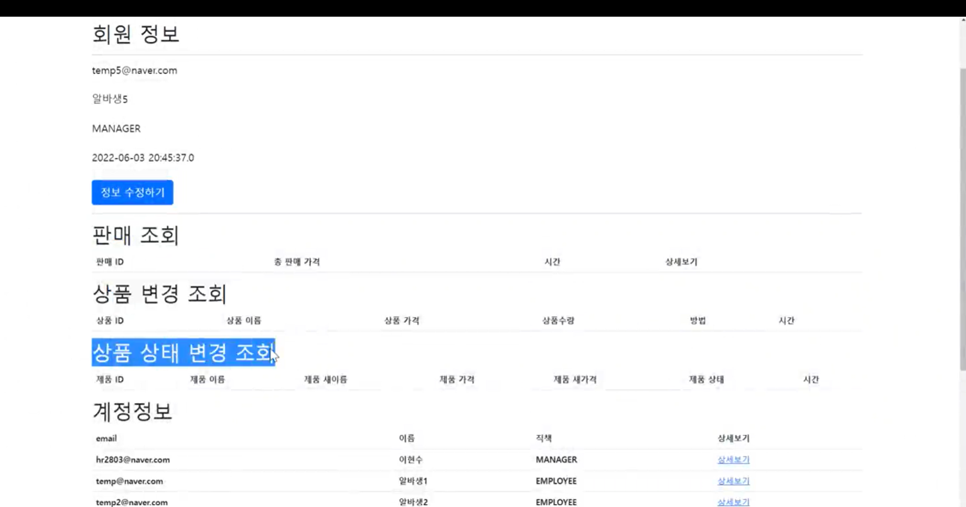 회원 정보
temp5@naver.com
알바생5
MANAGER
2022-06-03 20:45:37.0
정보 수정하기
판매 조회
판매 ID 총 판매 가격 시간 상세보기
상품 변경 조회
상품 ID 상품 이름 상품 가격 상품수량 방법 시간
상품 상태 변경 조회
제품 ID 제품 이름 제품 새이름 제품 가격 제품 새가격 제품 상태 시간
계정정보
email 이름 직책 상세보기
hr2803@naver.com 이현수 MANAGER 상세보기
temp@naver.com 알바생1 EMPLOYEE 상세보기
temp2@naver.com 알바생2 EMPLOYEE 상세보기